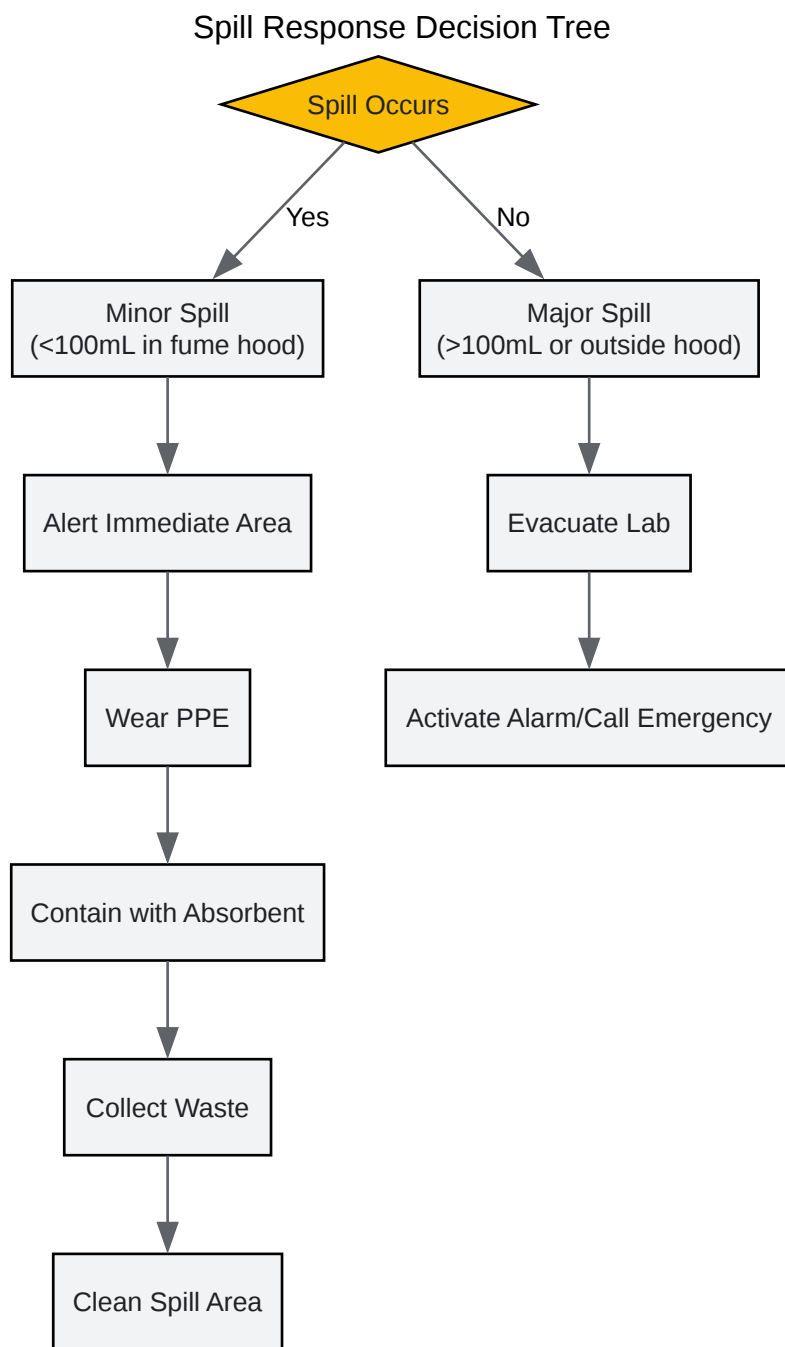 Spill Response Decision Tree
Spill Occurs
Yes
No
Minor Spill
(<100mL in fume hood)
Major Spill
(>100mL or outside hood)
Alert Immediate Area
Evacuate Lab
Wear PPE
Activate Alarm/Call Emergency
Contain with Absorbent
Collect Waste
Clean Spill Area